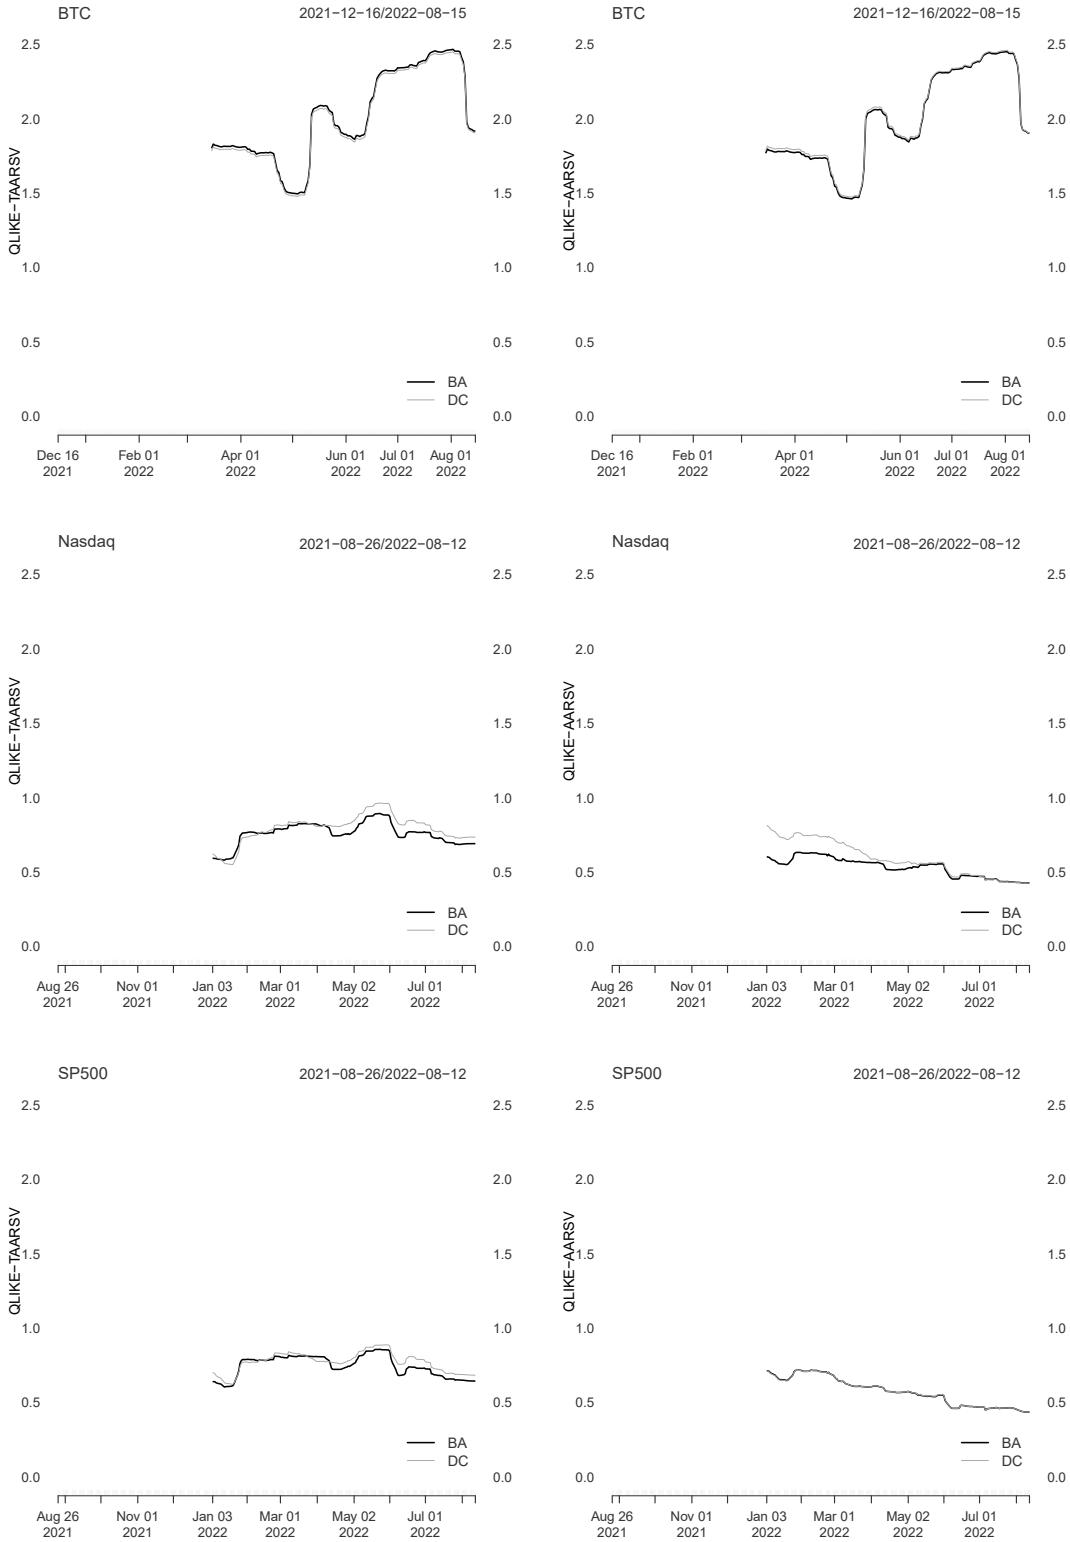 BTC 2021−12−16/2022−08−15
QLIKE−TAARSV
2.5 2.5
2.0 2.0
1.5 1.5
1.0 1.0
0.5 0.5
0.0 0.0
BA
DC
Dec 16 Feb 01 Apr 01 Jun 01 Jul 01 Aug 01
2021 2022 2022 2022 2022 2022
BTC 2021−12−16/2022−08−15
QLIKE−AARSV
2.5 2.5
2.0 2.0
1.5 1.5
1.0 1.0
0.5 0.5
0.0 0.0
BA
DC
Dec 16 Feb 01 Apr 01 Jun 01 Jul 01 Aug 01
2021 2022 2022 2022 2022 2022
Nasdaq 2021−08−26/2022−08−12
QLIKE−TAARSV
2.5 2.5
2.0 2.0
1.5 1.5
1.0 1.0
0.5 0.5
0.0 0.0
BA
DC
Aug 26 Nov 01 Jan 03 Mar 01 May 02 Jul 01
2021 2021 2022 2022 2022 2022
Nasdaq 2021−08−26/2022−08−12
QLIKE−AARSV
2.5 2.5
2.0 2.0
1.5 1.5
1.0 1.0
0.5 0.5
0.0 0.0
BA
DC
Aug 26 Nov 01 Jan 03 Mar 01 May 02 Jul 01
2021 2021 2022 2022 2022 2022
SP500 2021−08−26/2022−08−12
QLIKE−TAARSV
2.5 2.5
2.0 2.0
1.5 1.5
1.0 1.0
0.5 0.5
0.0 0.0
BA
DC
Aug 26 Nov 01 Jan 03 Mar 01 May 02 Jul 01
2021 2021 2022 2022 2022 2022
SP500 2021−08−26/2022−08−12
QLIKE−AARSV
2.5 2.5
2.0 2.0
1.5 1.5
1.0 1.0
0.5 0.5
0.0 0.0
BA
DC
Aug 26 Nov 01 Jan 03 Mar 01 May 02 Jul 01
2021 2021 2022 2022 2022 2022